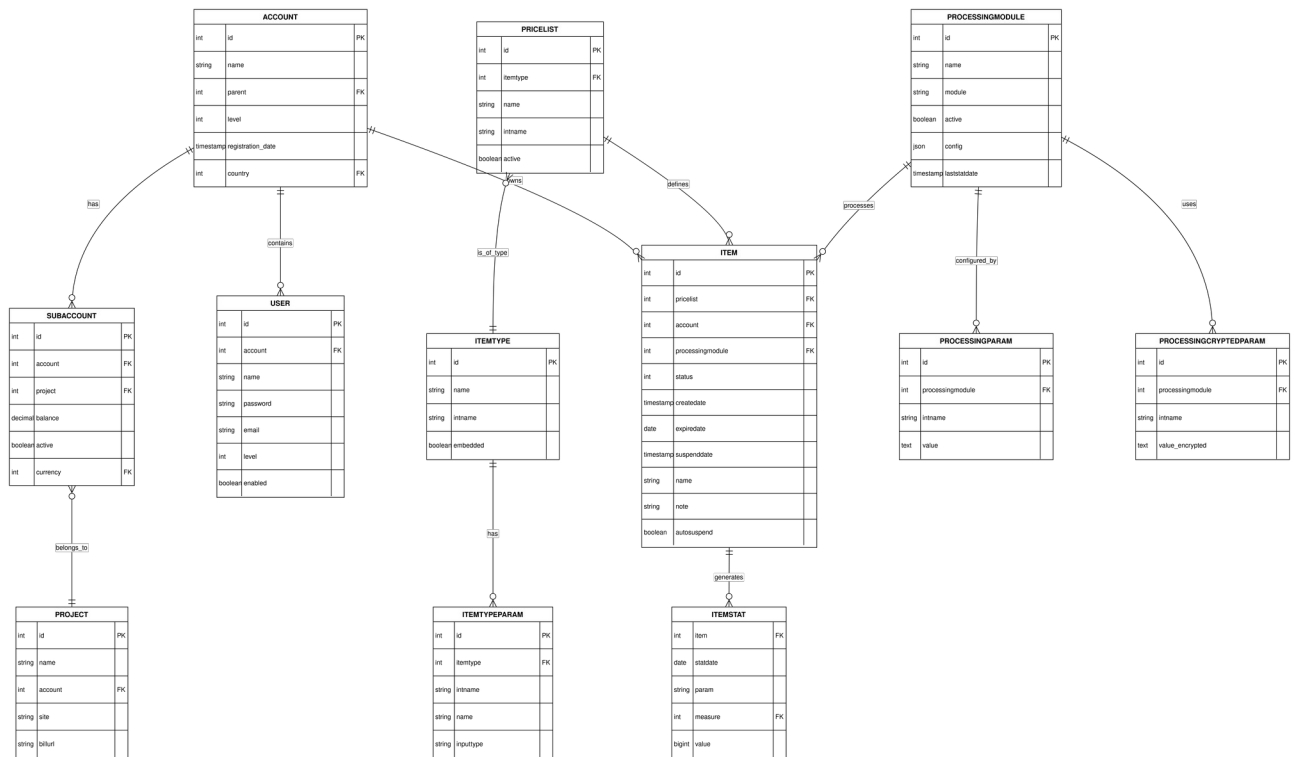 ACCOUNT
int id PK
string name
int parent FK
int level
timestamp registration_date
int country FK
PRICELIST
int id PK
int itemtype FK
string name
string intname
boolean active
PROCESSINGMODULE
int id PK
string name
string module
boolean active
json config
timestamp laststatdate
has
contains
owns
is_of_type
defines
processes
configured_by
uses
SUBACCOUNT
int id PK
int account FK
int project FK
decimal balance
boolean active
int currency FK
USER
int id PK
int account FK
string name
string password
string email
int level
boolean enabled
ITEMTYPE
int id PK
string name
string intname
boolean embedded
ITEM
int id PK
int pricelist FK
int account FK
int processingmodule FK
int status
timestamp createdate
date expiredate
timestamp suspenddate
string name
string note
boolean autosuspend
PROCESSINGPARAM
int id PK
int processingmodule FK
string intname
text value
PROCESSINGCRYPTEDPARAM
int id PK
int processingmodule FK
string intname
text value_encrypted
belongs_to
has
generates
PROJECT
int id PK
string name
int account FK
string site
string billurl
ITEMTYPEPARAM
int id PK
int itemtype FK
string intname
string name
string inputtype
ITEMSTAT
int item FK
date statdate
string param
int measure FK
bigint value